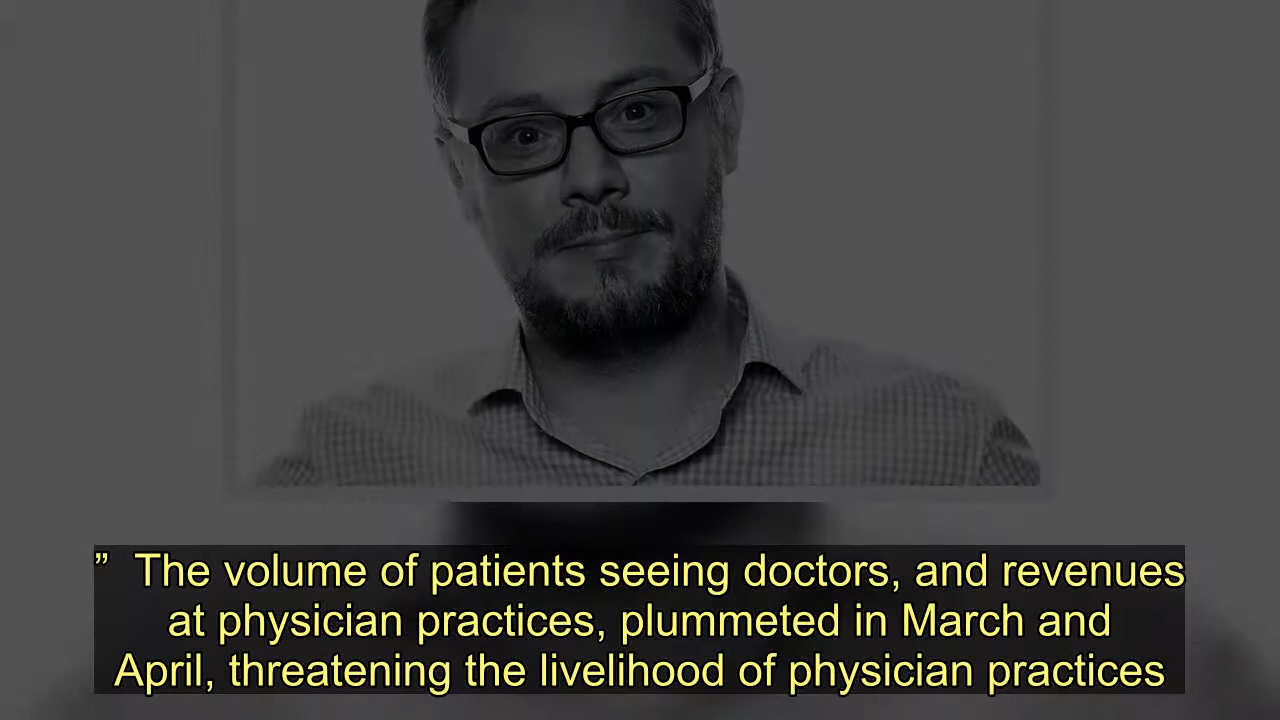 ”  The volume of patients seeing doctors, and revenues
at physician practices, plummeted in March and
April, threatening the livelihood of physician practices